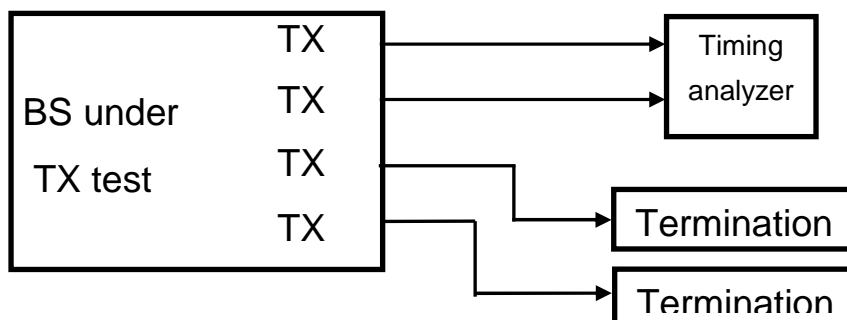 TX
Timing
analyzer
TX
BS under
TX test
TX
TX
Termination
Termination